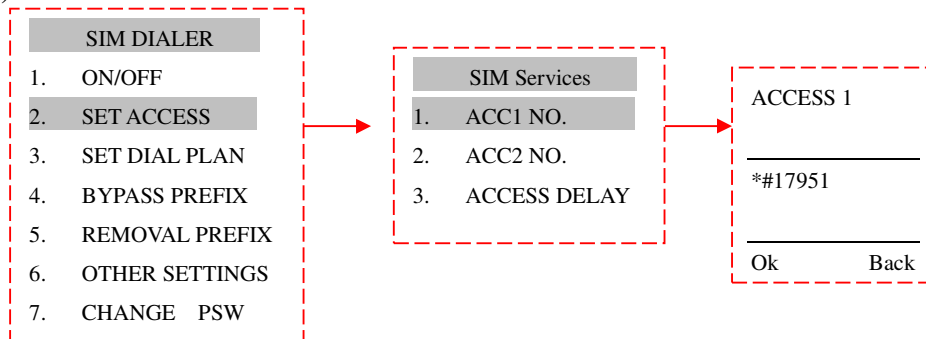 SIM DIALER
1. ON/OFF
2. SET ACCESS
3. SET DIAL PLAN
4. BYPASS PREFIX
5. REMOVAL PREFIX
6. OTHER SETTINGS
7. CHANGE PSW
SIM Services
1. ACC1 NO.
2. ACC2 NO.
3. ACCESS DELAY
ACCESS 1
*#17951
Ok Back